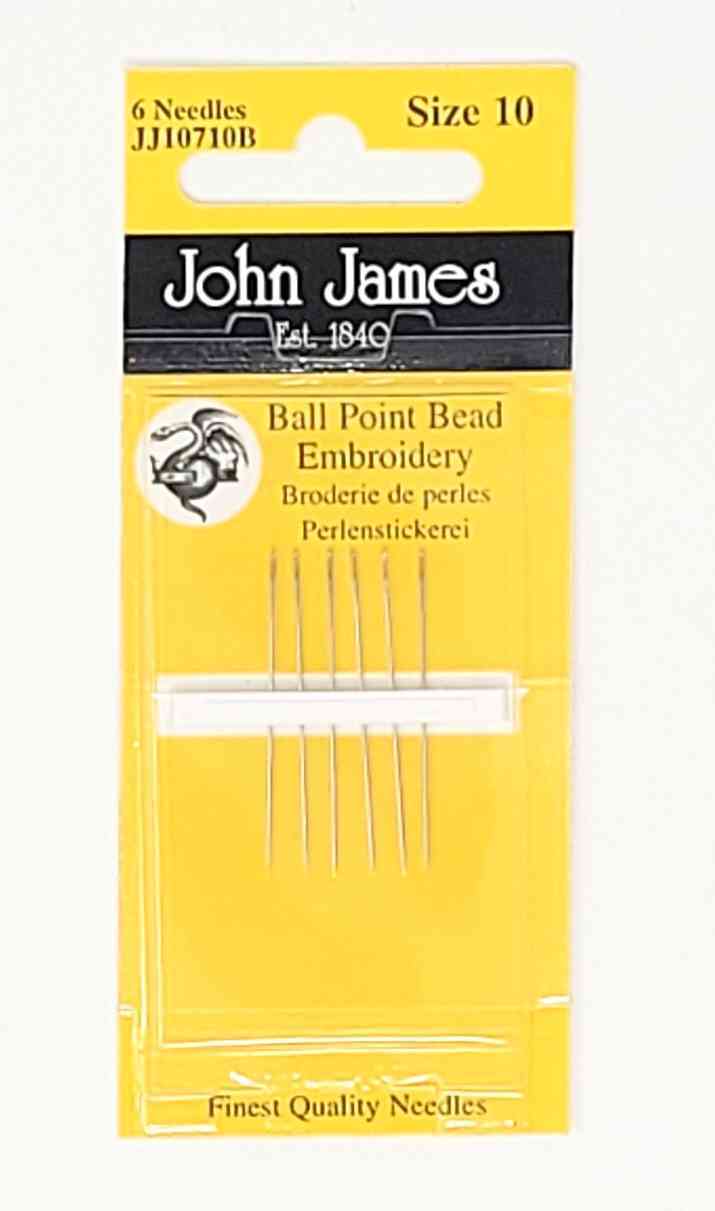 6 Needles
JJ10710B
Size 10
John James
Est. 1840
Ball Point Bead
Embroidery
Broderie de perles
Perlenstickerei
Finest Quality Needles